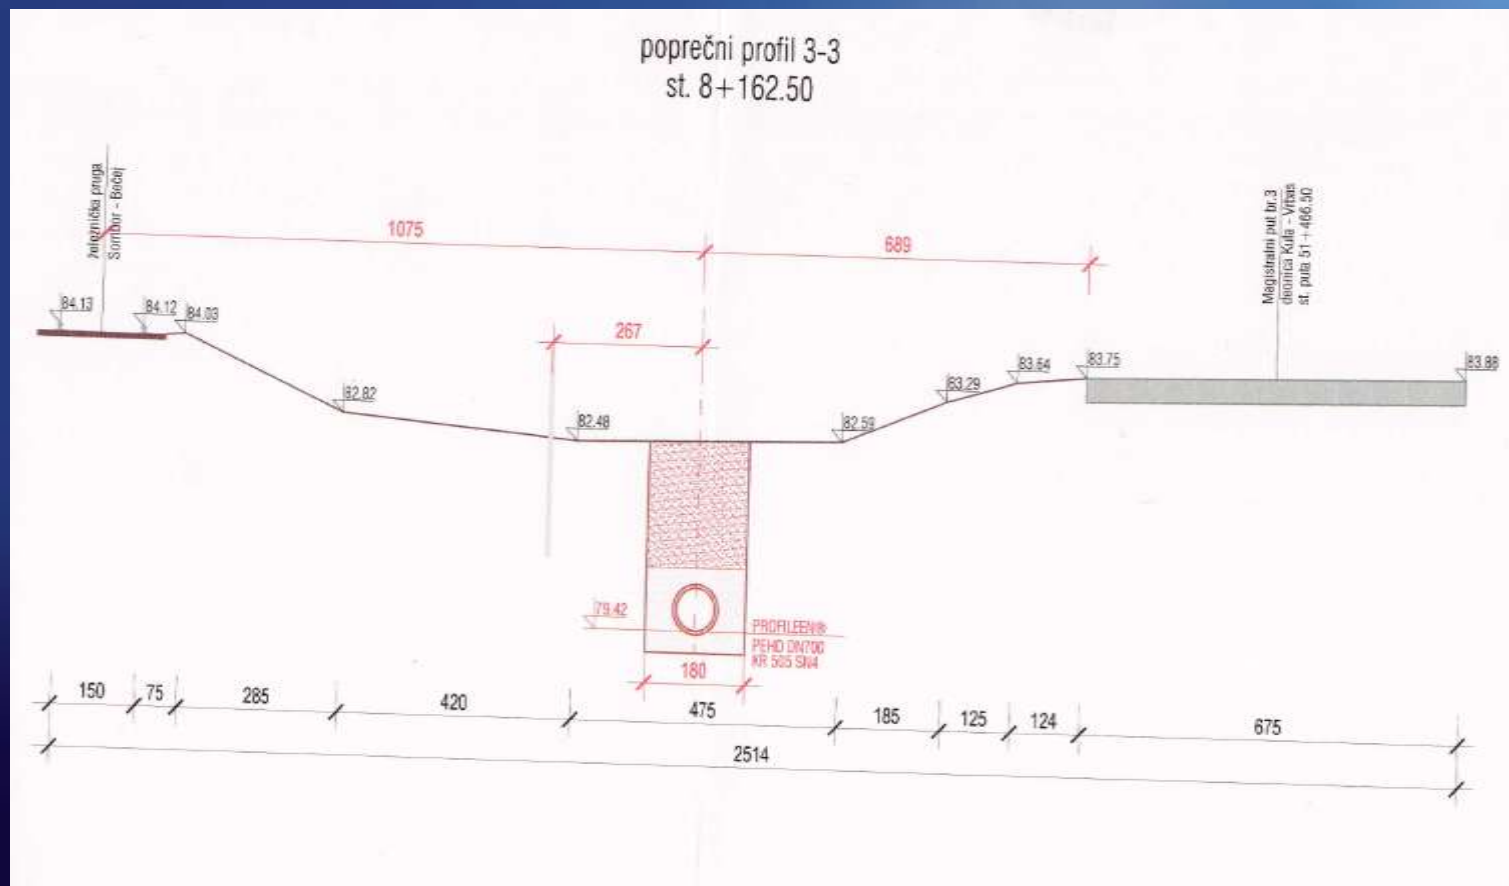 poprečni profil 3-3
st. 8+162.50
železnička pruga
Sombor - Bečej
1075
689
Magistralni put br.3
deonica Kula - Vrbas
st. puta 51+466.50
84.13
84.12
84.03
267
83.64
83.75
83.88
82.82
83.29
82.48
82.59
79.42
PROFILEEN®
PEHD DN700
KR 505 SN4
180
150
75
285
420
475
185
125
124
675
2514